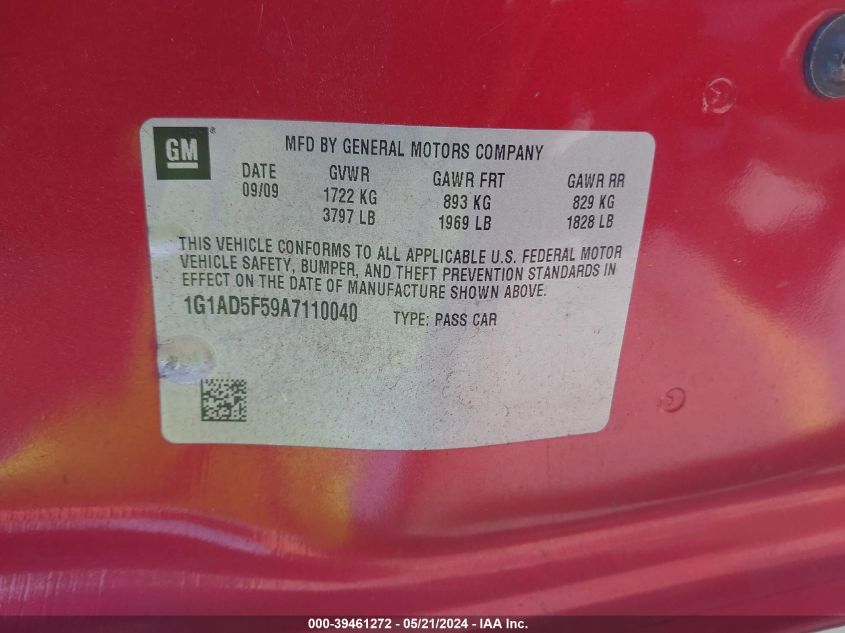 GM®
MFD BY GENERAL MOTORS COMPANY
DATE GVWR GAWR FRT GAWR RR
09/09 1722 KG 893 KG 829 KG
3797 LB 1969 LB 1828 LB
THIS VEHICLE CONFORMS TO ALL APPLICABLE U.S. FEDERAL MOTOR
VEHICLE SAFETY, BUMPER, AND THEFT PREVENTION STANDARDS IN
EFFECT ON THE DATE OF MANUFACTURE SHOWN ABOVE.
1G1AD5F59A7110040 TYPE: PASS CAR
000-39461272 - 05/21/2024 - IAA Inc.